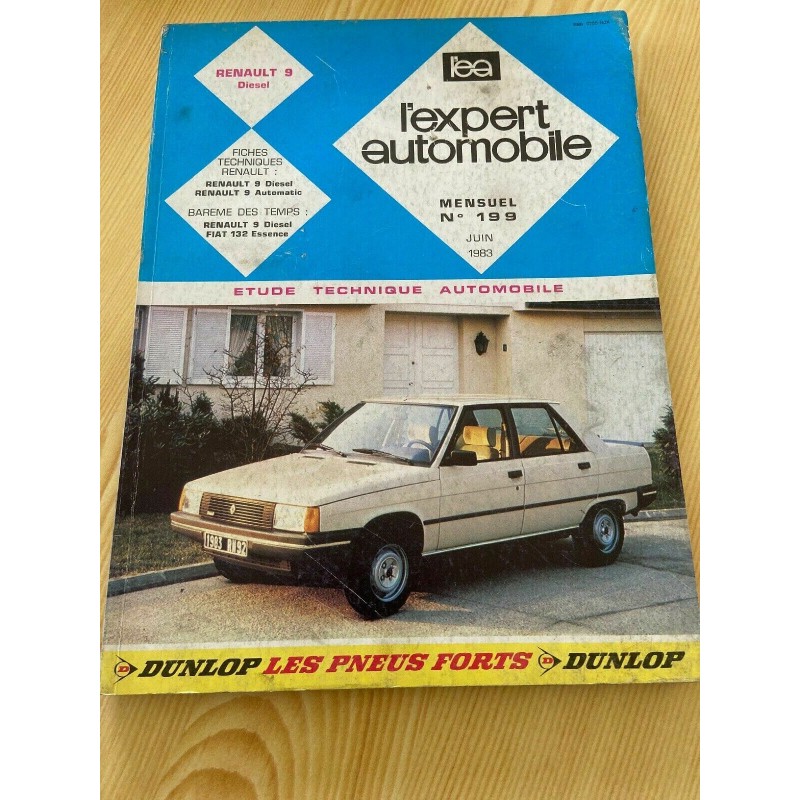 RENAULT 9
Diesel
FICHES
TECHNIQUES
RENAULT :
RENAULT 9 Diesel
RENAULT 9 Automatic
BAREME DES TEMPS :
RENAULT 9 Diesel
FIAT 132 Essence
l'ea
l'expert
automobile
MENSUEL
N° 199
JUIN
1983
ETUDE TECHNIQUE AUTOMOBILE
1983 RN92
D DUNLOP LES PNEUS FORTS D DUNLOP